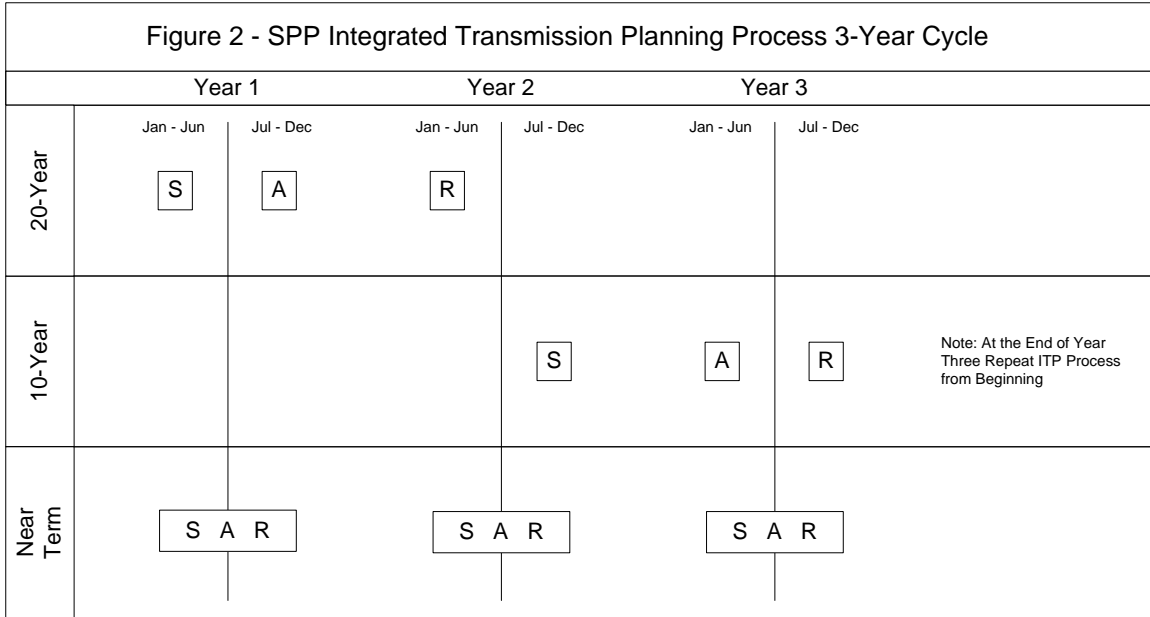 Figure 2 - SPP Integrated Transmission Planning Process 3-Year Cycle
Year 1 Year 2 Year 3
Jan - Jun Jul - Dec Jan - Jun Jul - Dec Jan - Jun Jul - Dec
20-Year
S A R
10-Year
S A R
Note: At the End of Year
Three Repeat ITP Process
from Beginning
Near
Term
S A R S A R S A R